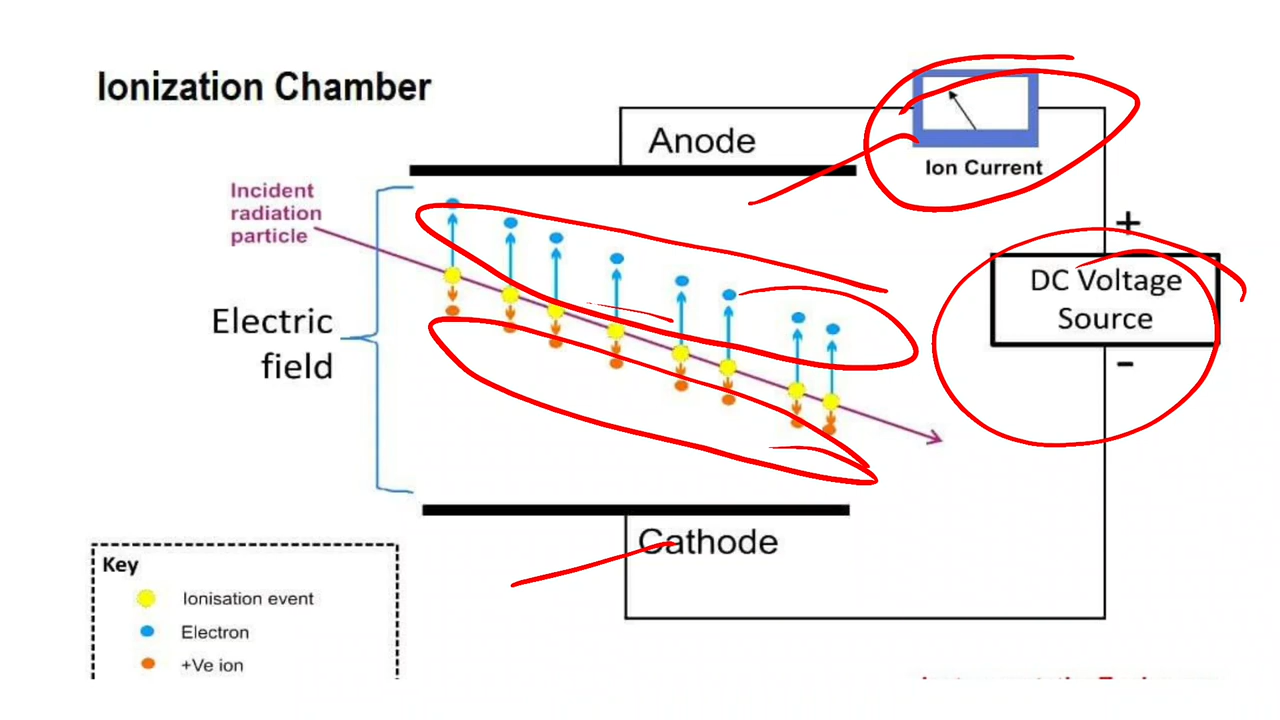 Ionization Chamber
Anode
Ion Current
Incident
radiation
particle
+
DC Voltage
Source
-
Electric
field
Cathode
Key
Ionisation event
Electron
+Ve ion